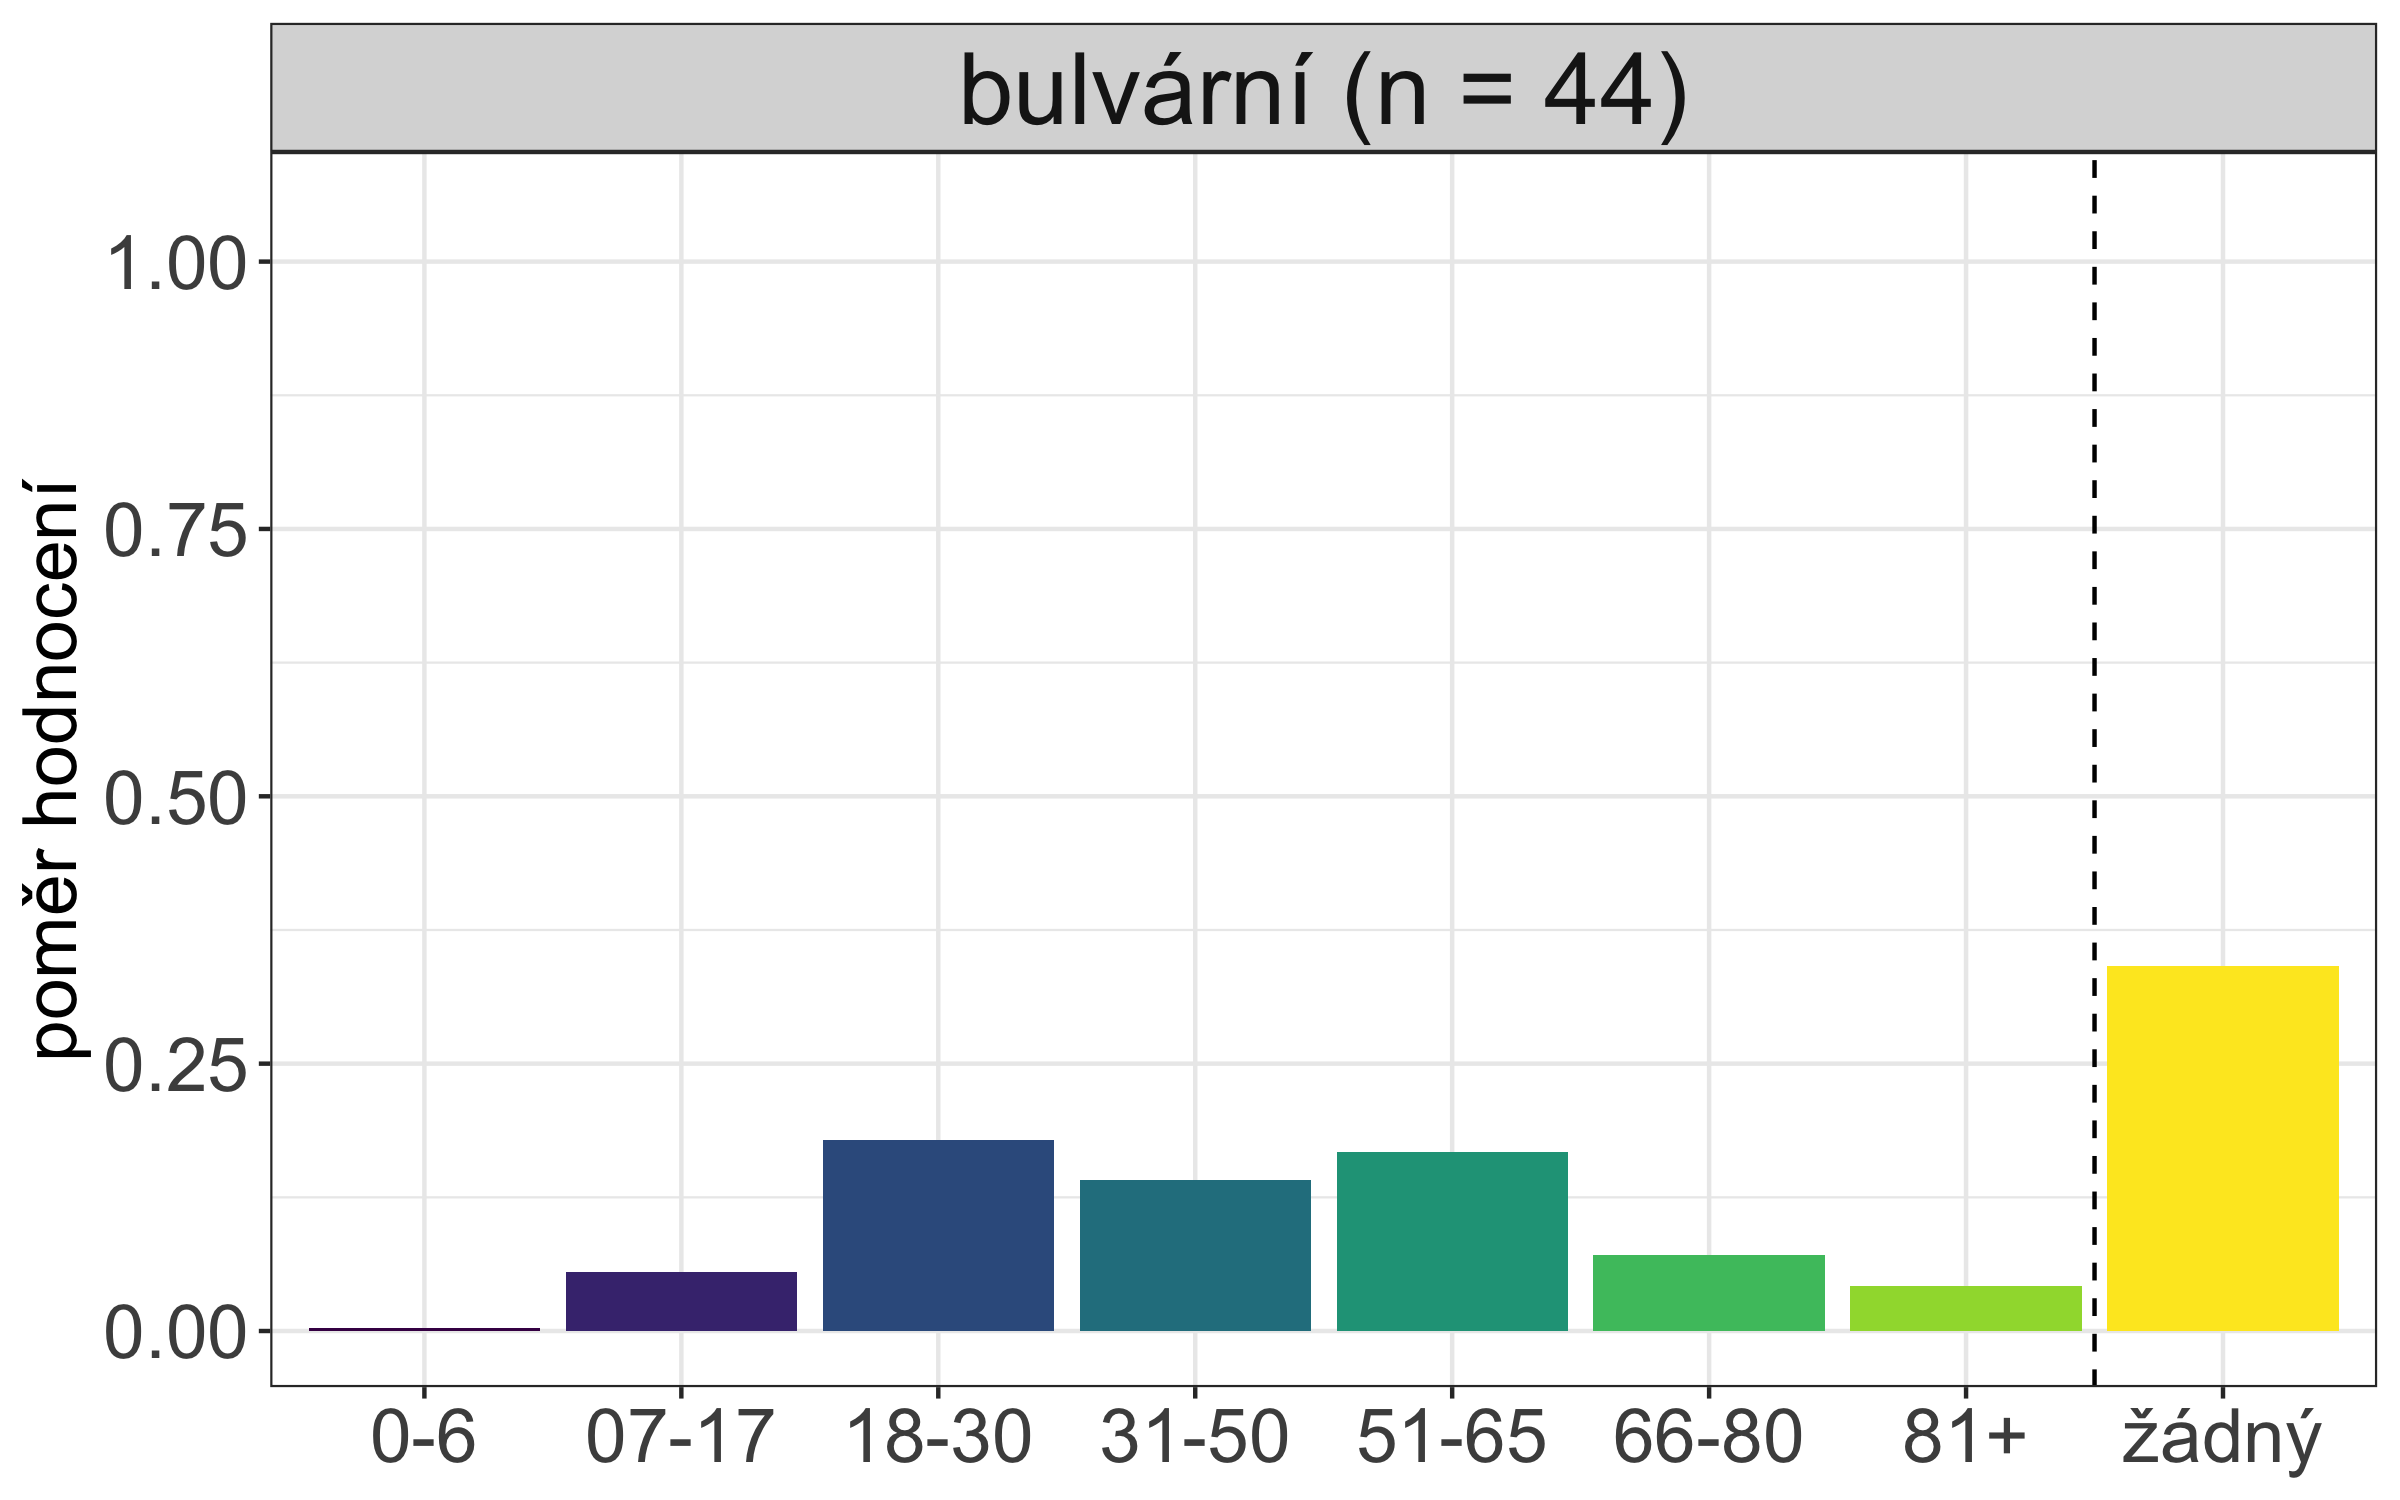 bulvární (n = 44)
poměr hodnocení
1.00
0.75
0.50
0.25
0.00
0-6 07-17 18-30 31-50 51-65 66-80 81+ žádný